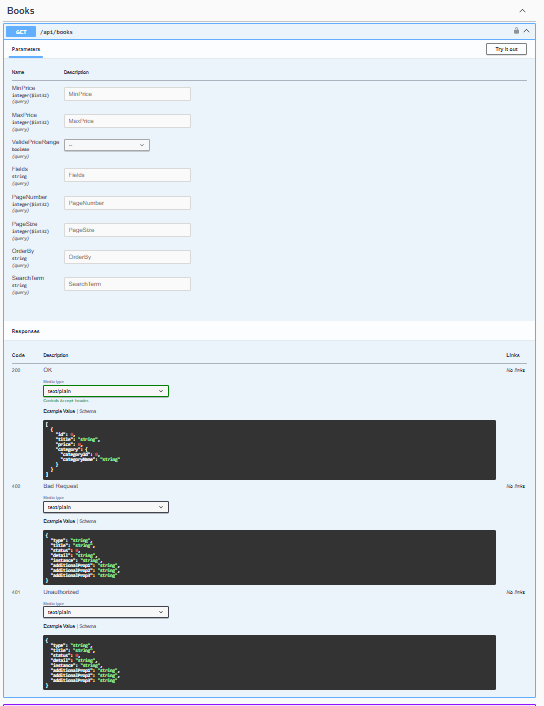 Books
GET /api/books
Parameters Try it out
Name Description
MinPrice
integer($int32)
(query)
MinPrice
MaxPrice
integer($int32)
(query)
MaxPrice
ValidePriceRange
boolean
(query)
--
Fields
string
(query)
Fields
PageNumber
integer($int32)
(query)
PageNumber
PageSize
integer($int32)
(query)
PageSize
OrderBy
string
(query)
OrderBy
SearchTerm
string
(query)
SearchTerm
Responses
Code Description Links
200 OK No links
Media type
text/plain
Controls Accept header.
Example Value | Schema
[
{
"id": 0,
"title": "string",
"price": 0,
"category": {
"categoryId": 0,
"categoryName": "string"
}
}
]
400 Bad Request No links
Media type
text/plain
Example Value | Schema
{
"type": "string",
"title": "string",
"status": 0,
"detail": "string",
"instance": "string",
"additionalProp1": "string",
"additionalProp2": "string",
"additionalProp3": "string"
}
401 Unauthorized No links
Media type
text/plain
Example Value | Schema
{
"type": "string",
"title": "string",
"status": 0,
"detail": "string",
"instance": "string",
"additionalProp1": "string",
"additionalProp2": "string",
"additionalProp3": "string"
}